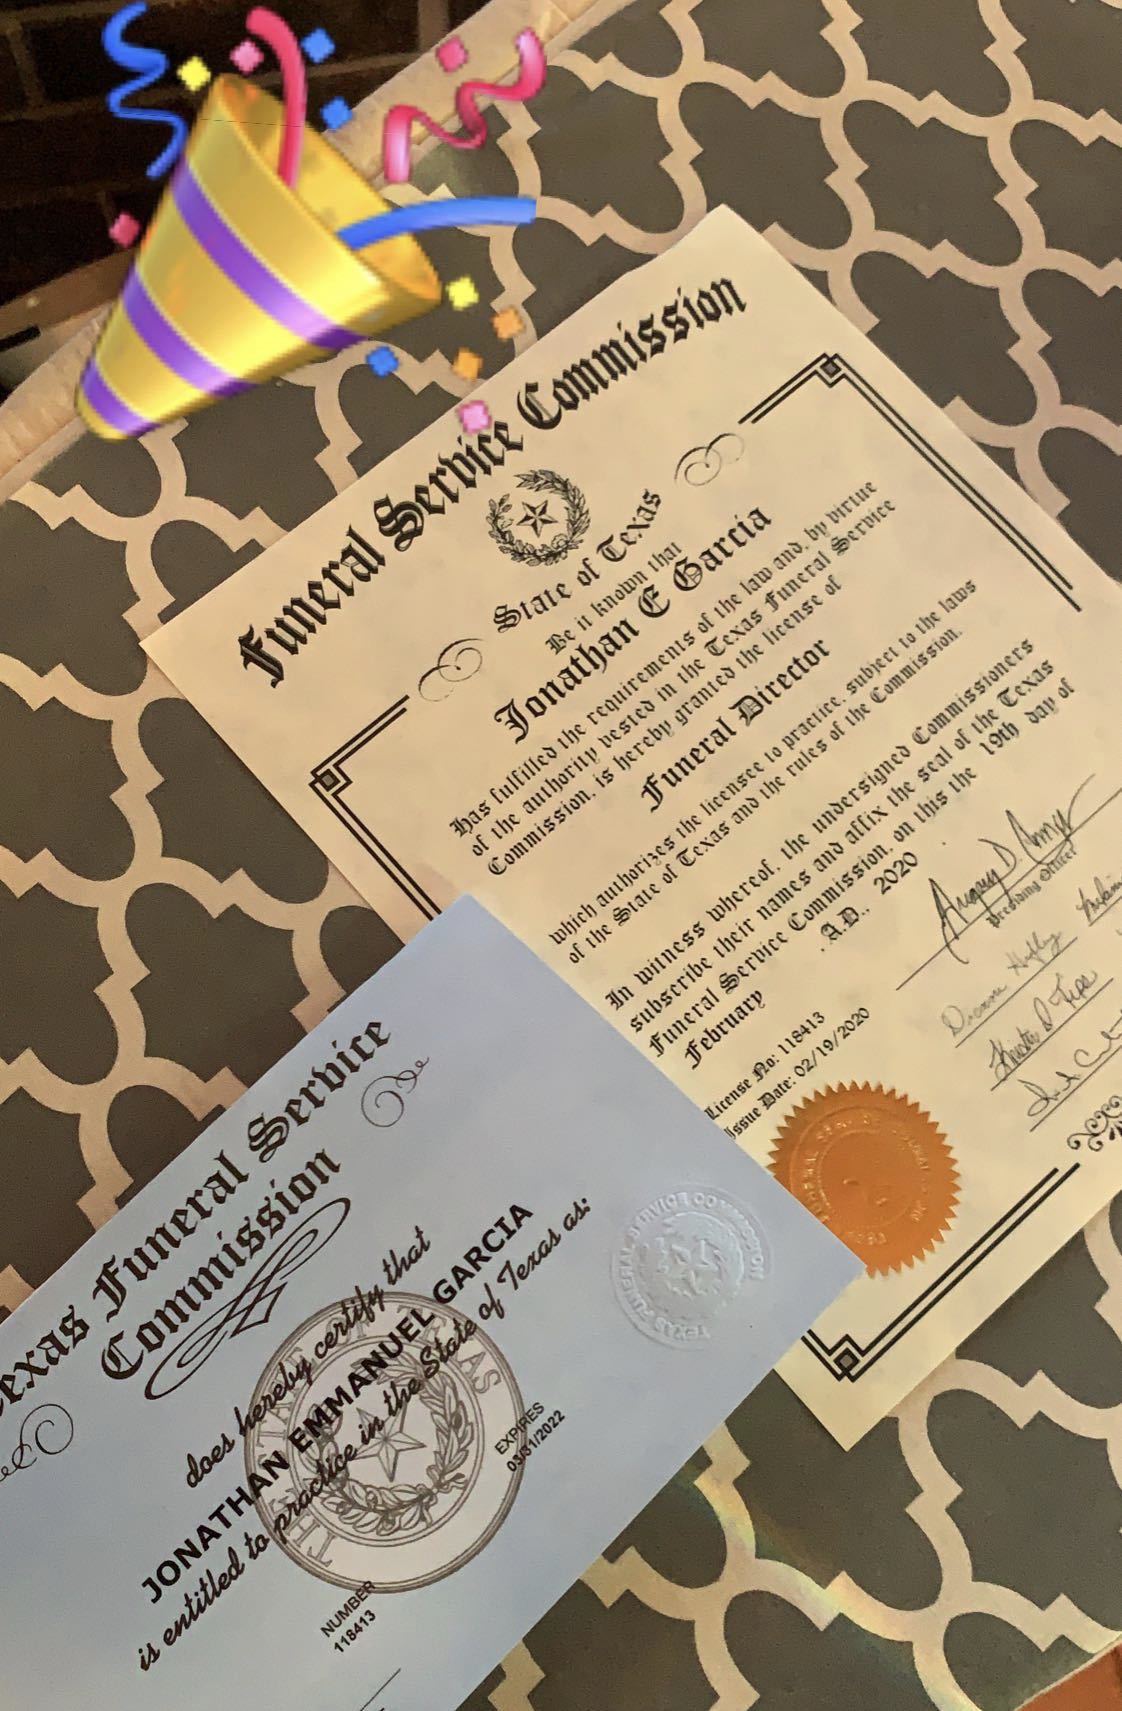 Funeral Service Commission
State of Texas
Be it known that
Jonathan E Garcia
Has fulfilled the requirements of the law and, by virtue
of the authority vested in the Texas Funeral Service
Commission, is hereby granted the license of
Funeral Director
which authorizes the licensee to practice, subject to the laws
of the State of Texas and the rules of the Commission.
In witness whereof, the undersigned Commissioners
subscribe their names and affix the seal of the Texas
Funeral Service Commission, on this the 19th day of
February A.D., 2020
Presiding Officer
License No: 118413
Issue Date: 02/19/2020
Texas Funeral Service
Commission
does hereby certify that
JONATHAN EMMANUEL GARCIA
is entitled to practice in the State of Texas as:
EXPIRES
03/31/2022
NUMBER
118413